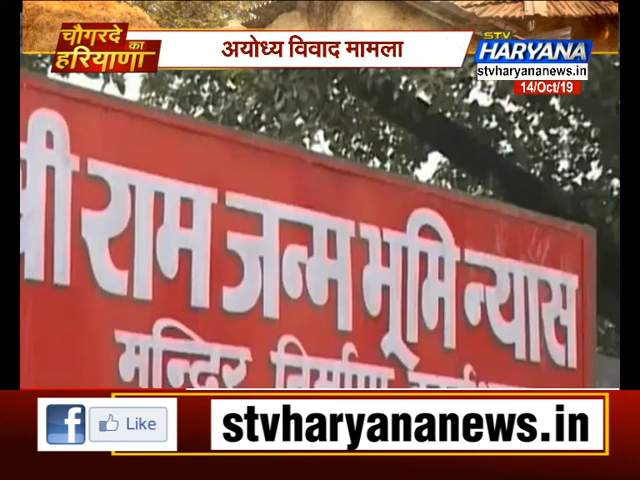 चौगरदे
का
हरियाणा
अयोध्य विवाद मामला
STV
HARYANA
stvharyananews.in
14/Oct/19
श्री राम जन्म भूमि न्यास
मन्दिर निर्माण
f Like
stvharyananews.in